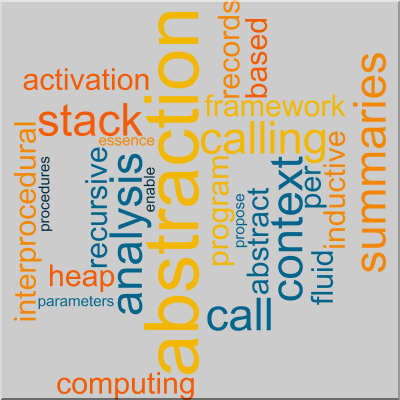 abstraction
records
based
activation
summaries
framework
stack
calling
essence
interprocedural
procedures
recursive
analysis
enable
program
propose
abstract
context
per
inductive
fluid
heap
parameters
call
computing